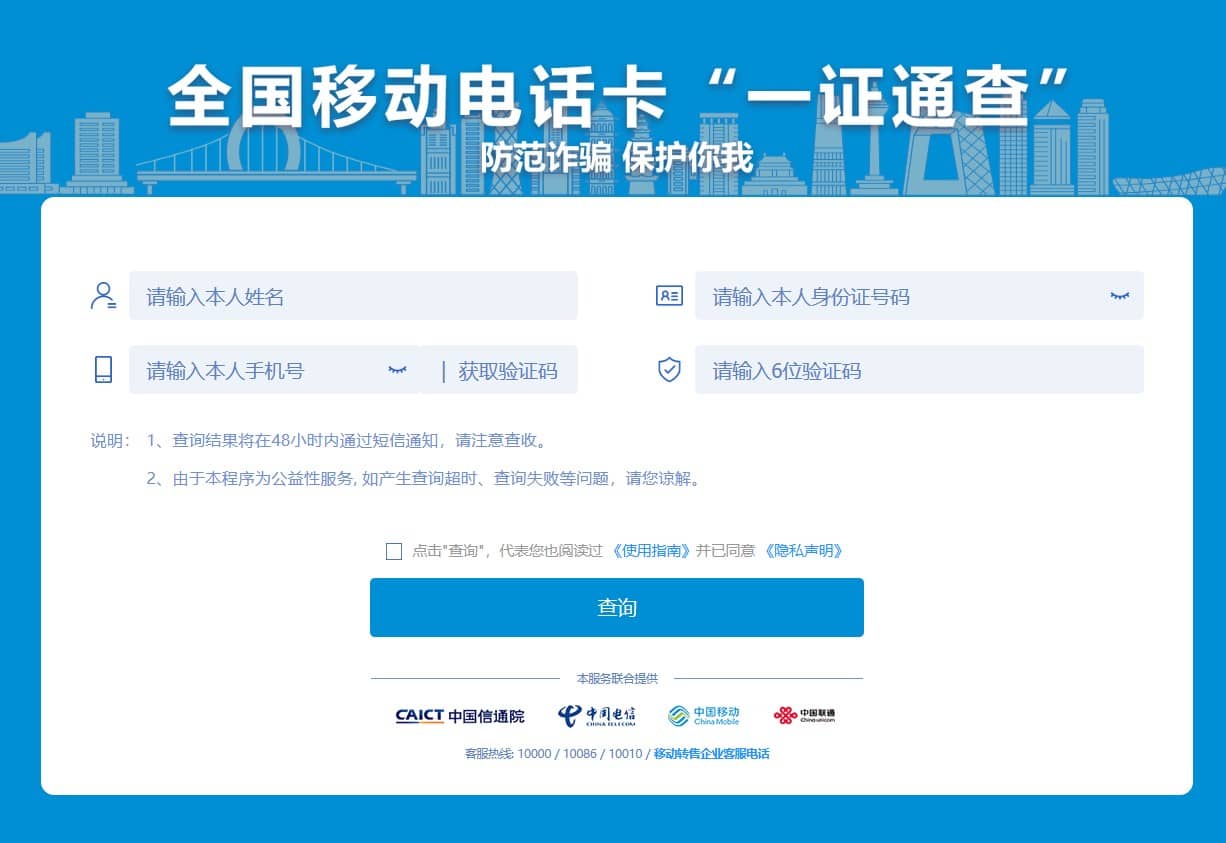 全国移动电话卡“一证通查”
防范诈骗 保护你我
请输入本人姓名
请输入本人身份证号码
请输入本人手机号 | 获取验证码
请输入6位验证码
说明： 1、查询结果将在48小时内通过短信通知，请注意查收。
2、由于本程序为公益性服务, 如产生查询超时、查询失败等问题，请您谅解。
点击"查询"，代表您也阅读过 《使用指南》并已同意 《隐私声明》
查询
本服务联合提供
CAICT 中国信通院
中国电信
CHINA TELECOM
中国移动
China Mobile
中国联通
China unicom
客服热线: 10000 / 10086 / 10010 / 移动转售企业客服电话